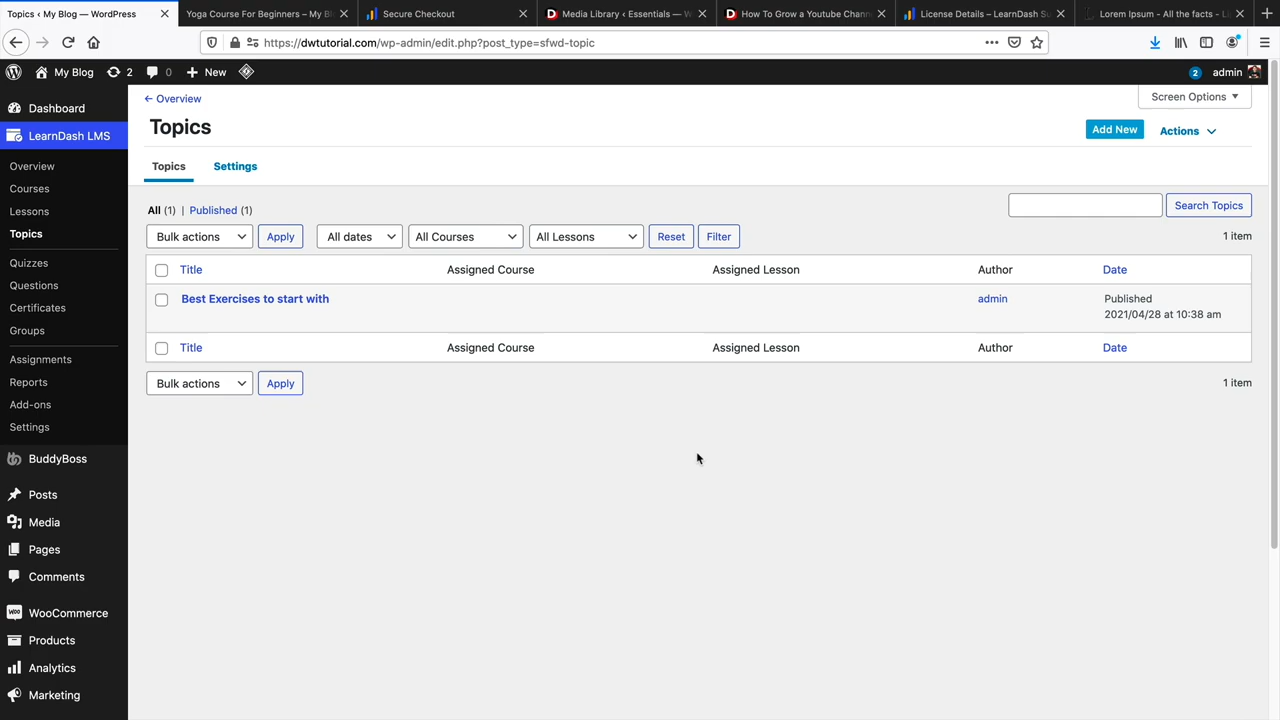 Topics ‹ My Blog — WordPress
Yoga Course For Beginners – My Bl
Secure Checkout
Media Library ‹ Essentials — W
How To Grow a Youtube Chann
License Details – LearnDash Su
Lorem Ipsum - All the facts - Li
https://dwtutorial.com/wp-admin/edit.php?post_type=sfwd-topic
My Blog
2
0
New
2
admin
Dashboard
LearnDash LMS
Overview
Courses
Lessons
Topics
Quizzes
Questions
Certificates
Groups
Assignments
Reports
Add-ons
Settings
BuddyBoss
Posts
Media
Pages
Comments
WooCommerce
Products
Analytics
Marketing
← Overview
Screen Options
Topics
Add New
Actions
Topics
Settings
All (1) | Published (1)
Search Topics
Bulk actions
Apply
All dates
All Courses
All Lessons
Reset
Filter
1 item
Title
Assigned Course
Assigned Lesson
Author
Date
Best Exercises to start with
admin
Published
2021/04/28 at 10:38 am
Title
Assigned Course
Assigned Lesson
Author
Date
Bulk actions
Apply
1 item